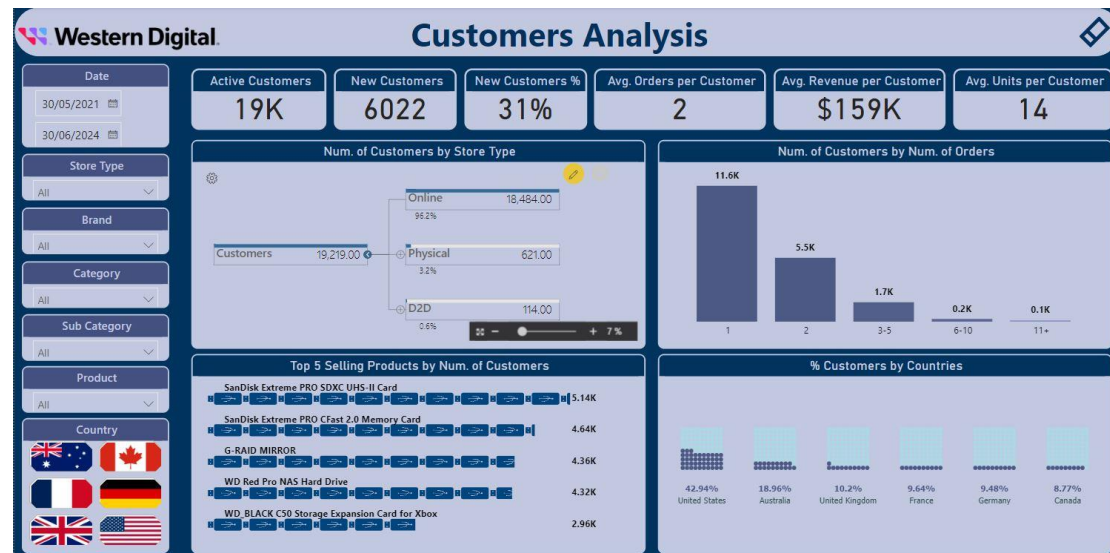 Western Digital.
Customers Analysis
Date
30/05/2021
30/06/2024
Store Type
All
Brand
All
Category
All
Sub Category
All
Product
All
Country
Active Customers
19K
New Customers
6022
New Customers %
31%
Avg. Orders per Customer
2
Avg. Revenue per Customer
$159K
Avg. Units per Customer
14
Num. of Customers by Store Type
Customers 19,219.00
Online 18,484.00
96.2%
Physical 621.00
3.2%
D2D 114.00
0.6%
7 %
Num. of Customers by Num. of Orders
11.6K
5.5K
1.7K
0.2K
0.1K
1 2 3-5 6-10 11+
Top 5 Selling Products by Num. of Customers
SanDisk Extreme PRO SDXC UHS-II Card
5.14K
SanDisk Extreme PRO CFast 2.0 Memory Card
4.64K
G-RAID MIRROR
4.36K
WD Red Pro NAS Hard Drive
4.32K
WD_BLACK C50 Storage Expansion Card for Xbox
2.96K
% Customers by Countries
42.94% 18.96% 10.2% 9.64% 9.48% 8.77%
United States Australia United Kingdom France Germany Canada